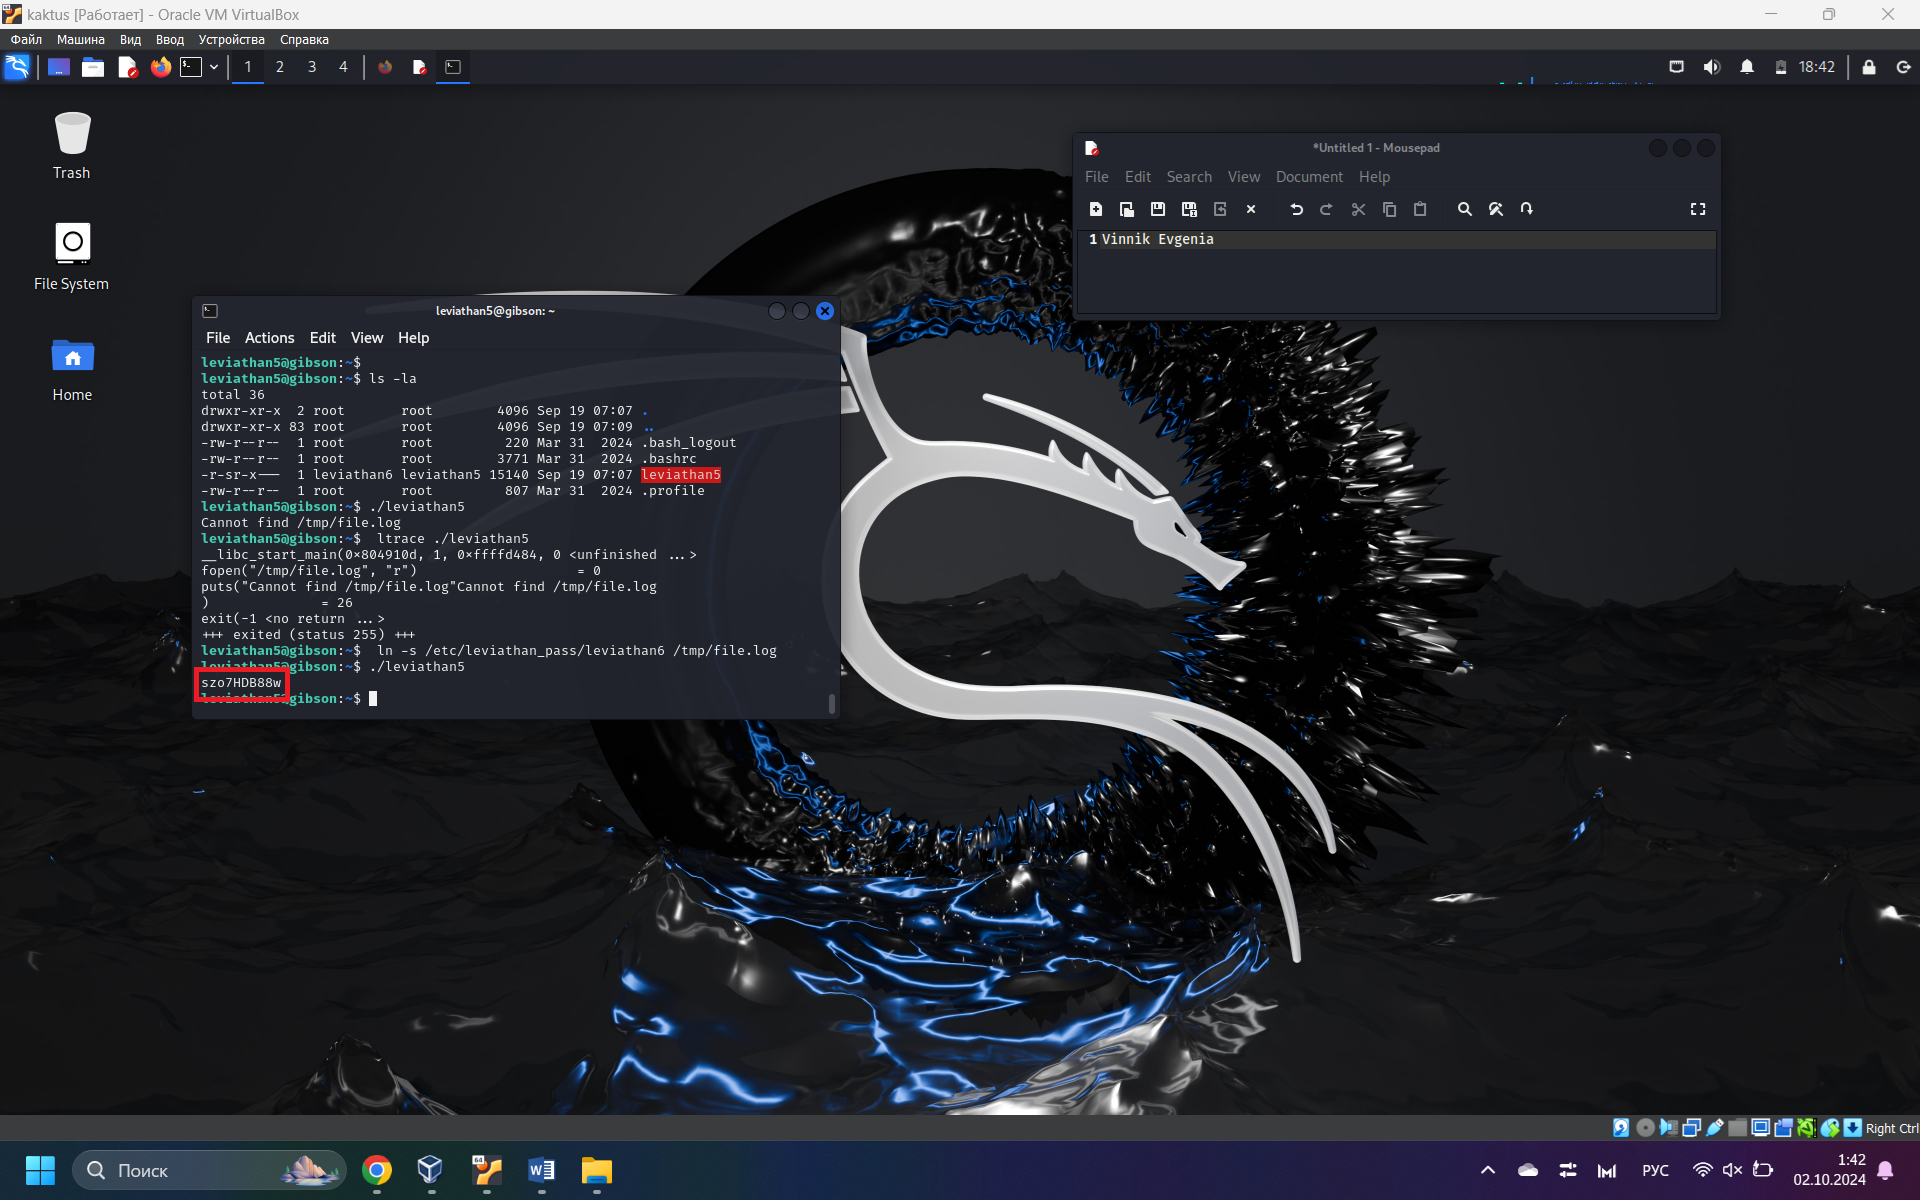 kaktus [Работает] - Oracle VM VirtualBox
Файл Машина Вид Ввод Устройства Справка
1 2 3 4
18:42
Trash
File System
Home
*Untitled 1 - Mousepad
File Edit Search View Document Help
1 Vinnik Evgenia
leviathan5@gibson: ~
File Actions Edit View Help
leviathan5@gibson:~$
leviathan5@gibson:~$ ls -la
total 36
drwxr-xr-x  2 root       root        4096 Sep 19 07:07 .
drwxr-xr-x 83 root       root        4096 Sep 19 07:09 ..
-rw-r--r--  1 root       root         220 Mar 31  2024 .bash_logout
-rw-r--r--  1 root       root        3771 Mar 31  2024 .bashrc
-r-sr-x---  1 leviathan6 leviathan5 15140 Sep 19 07:07 leviathan5
-rw-r--r--  1 root       root         807 Mar 31  2024 .profile
leviathan5@gibson:~$ ./leviathan5
Cannot find /tmp/file.log
leviathan5@gibson:~$  ltrace ./leviathan5
__libc_start_main(0×804910d, 1, 0×ffffd484, 0 <unfinished ...>
fopen("/tmp/file.log", "r")                    = 0
puts("Cannot find /tmp/file.log"Cannot find /tmp/file.log
)              = 26
exit(-1 <no return ...>
+++ exited (status 255) +++
leviathan5@gibson:~$  ln -s /etc/leviathan_pass/leviathan6 /tmp/file.log
leviathan5@gibson:~$ ./leviathan5
szo7HDB88w
leviathan5@gibson:~$
Right Ctrl
Поиск
64
W
РУС
1:42
02.10.2024